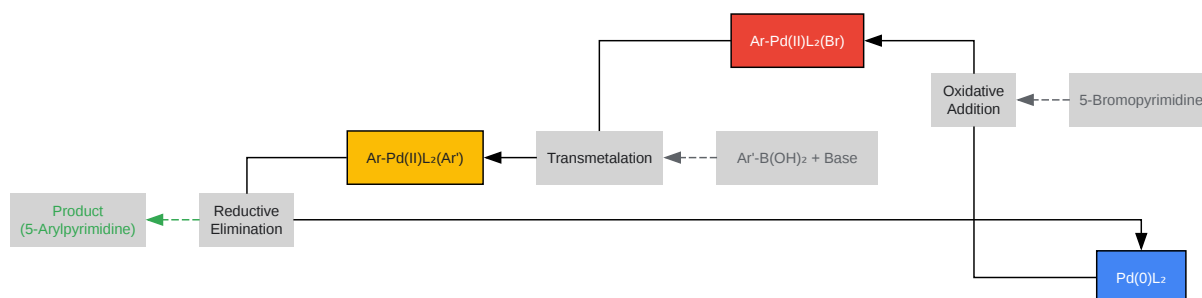 Ar-Pd(II)L₂(Br)
Oxidative
Addition
5-Bromopyrimidine
Ar-Pd(II)L₂(Ar')
Transmetalation
Ar'-B(OH)₂ + Base
Product
(5-Arylpyrimidine)
Reductive
Elimination
Pd(0)L₂